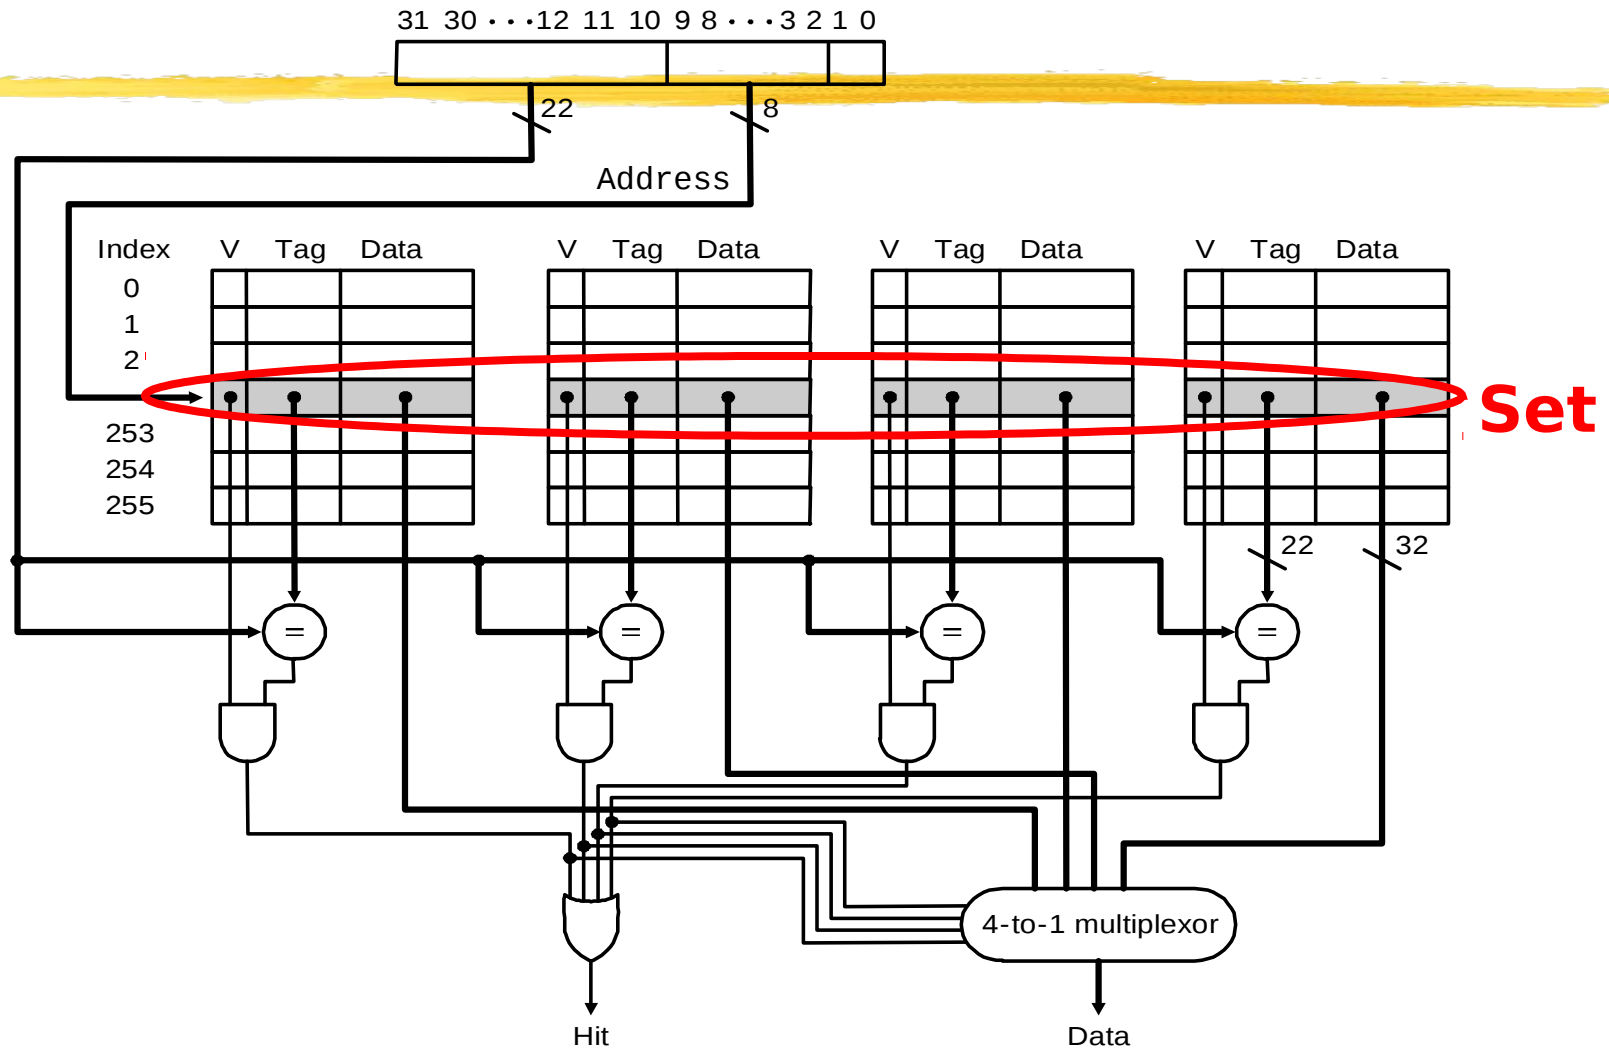 31 30 · · · 12 11 10 9 8 · · · 3 2 1 0
22 8
Address
Index V Tag Data V Tag Data V Tag Data V Tag Data
0
1
2
Set
253
254
255
22 32
= = = =
4-to-1 multiplexor
Hit Data